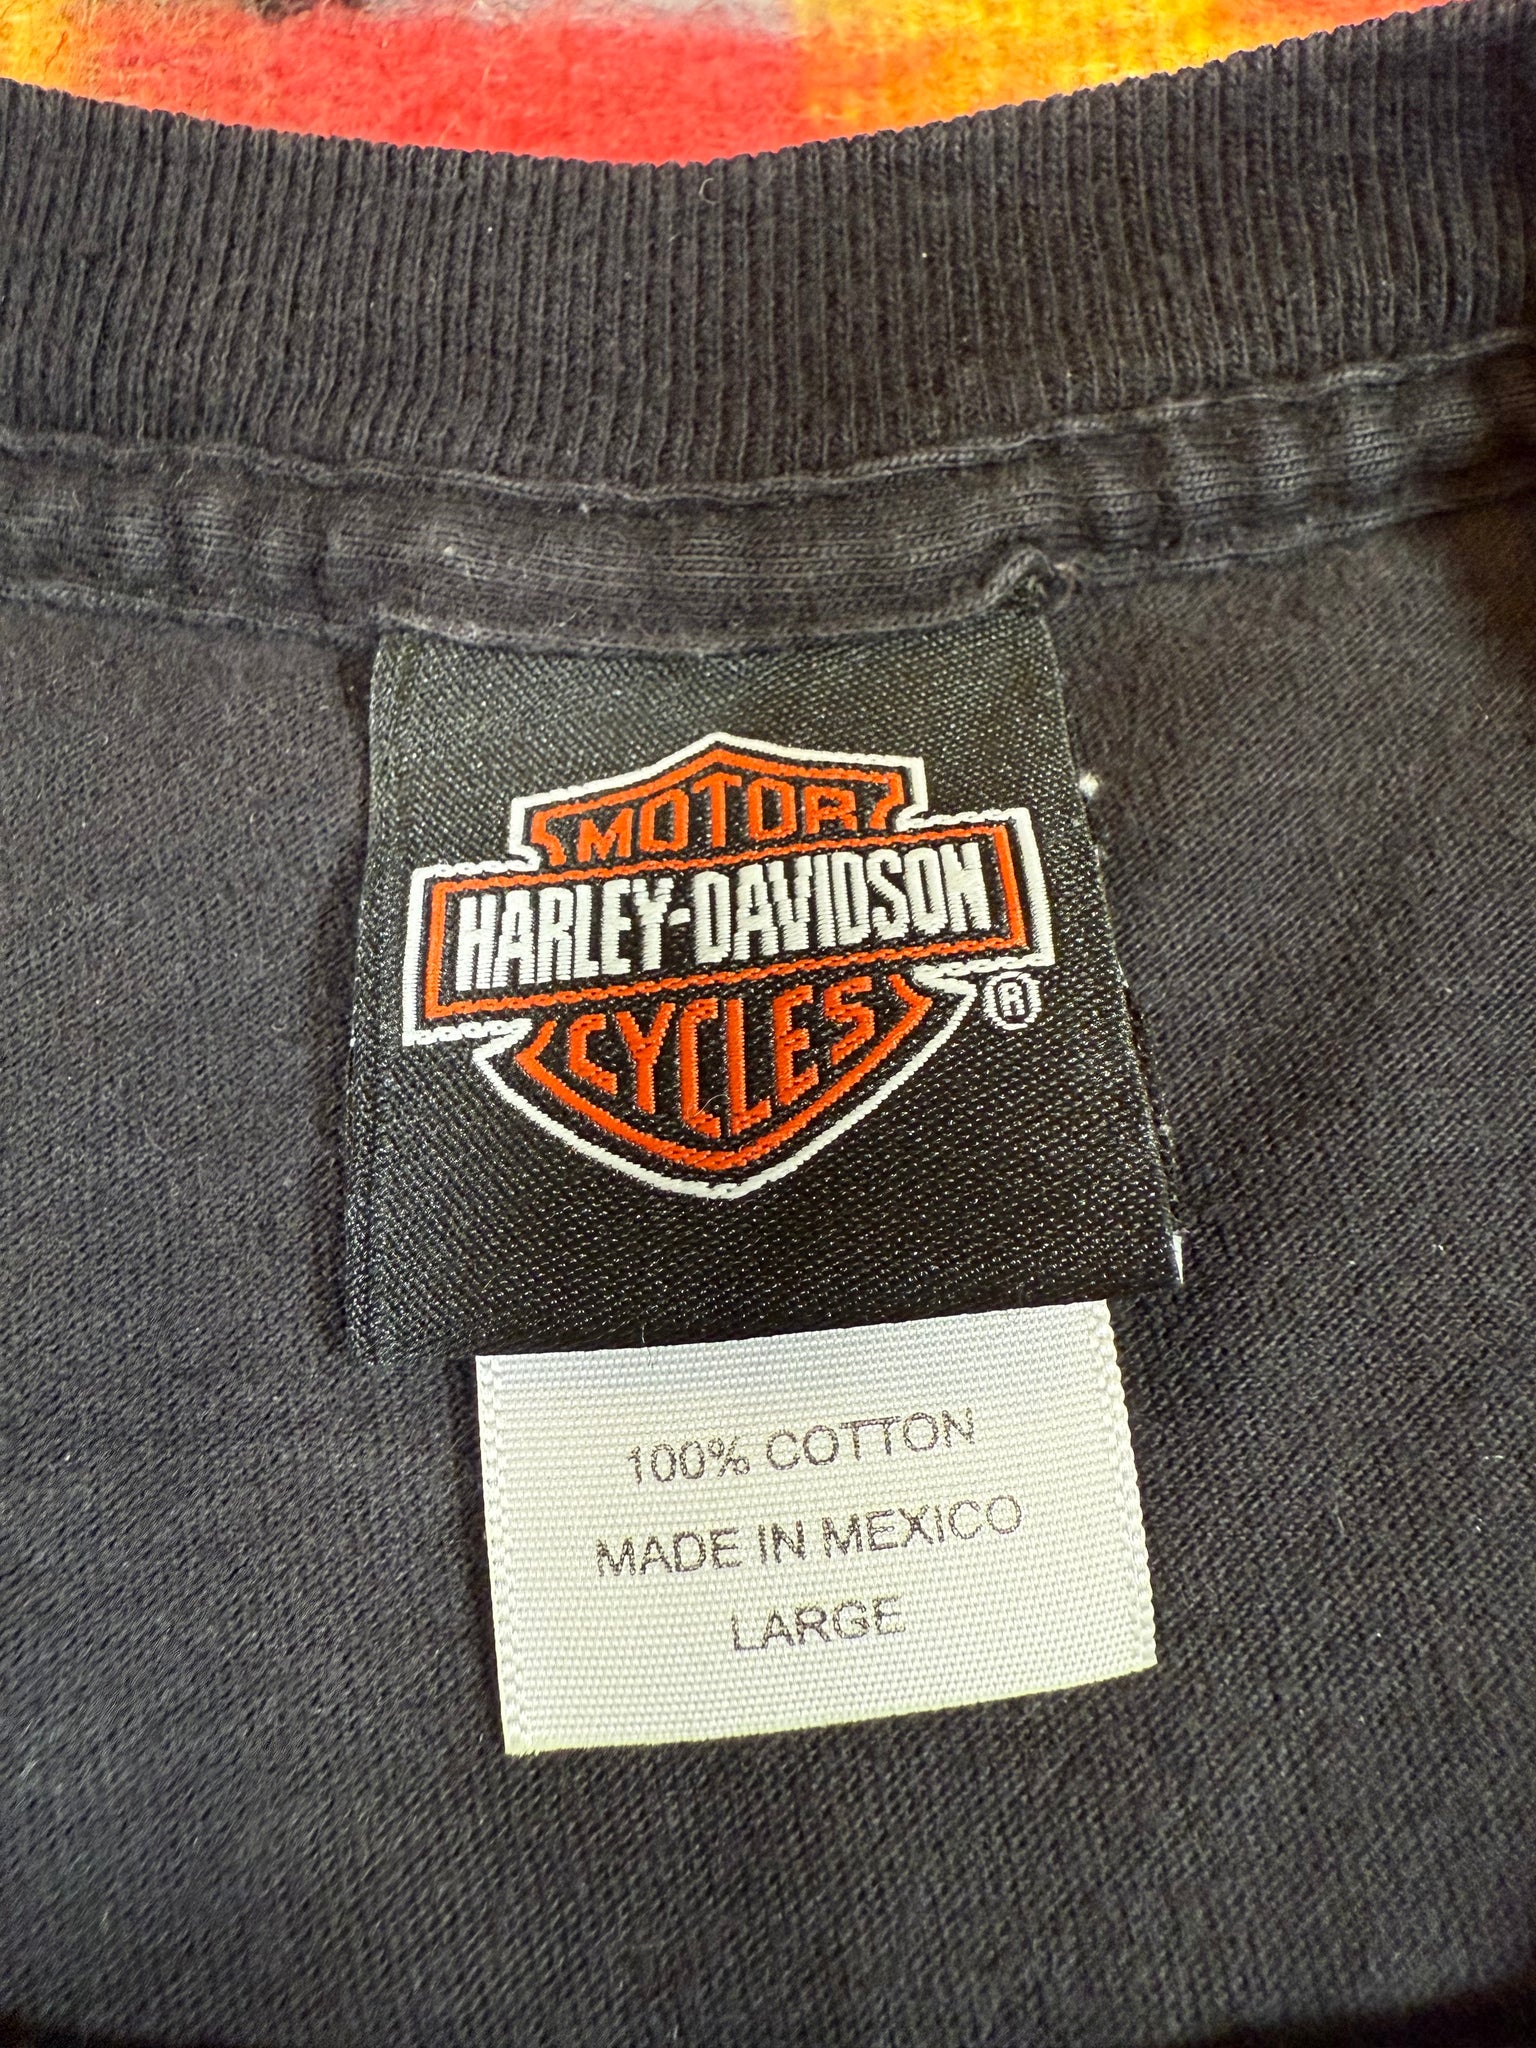 MOTOR
HARLEY-DAVIDSON
CYCLES
®
100% COTTON
MADE IN MEXICO
LARGE